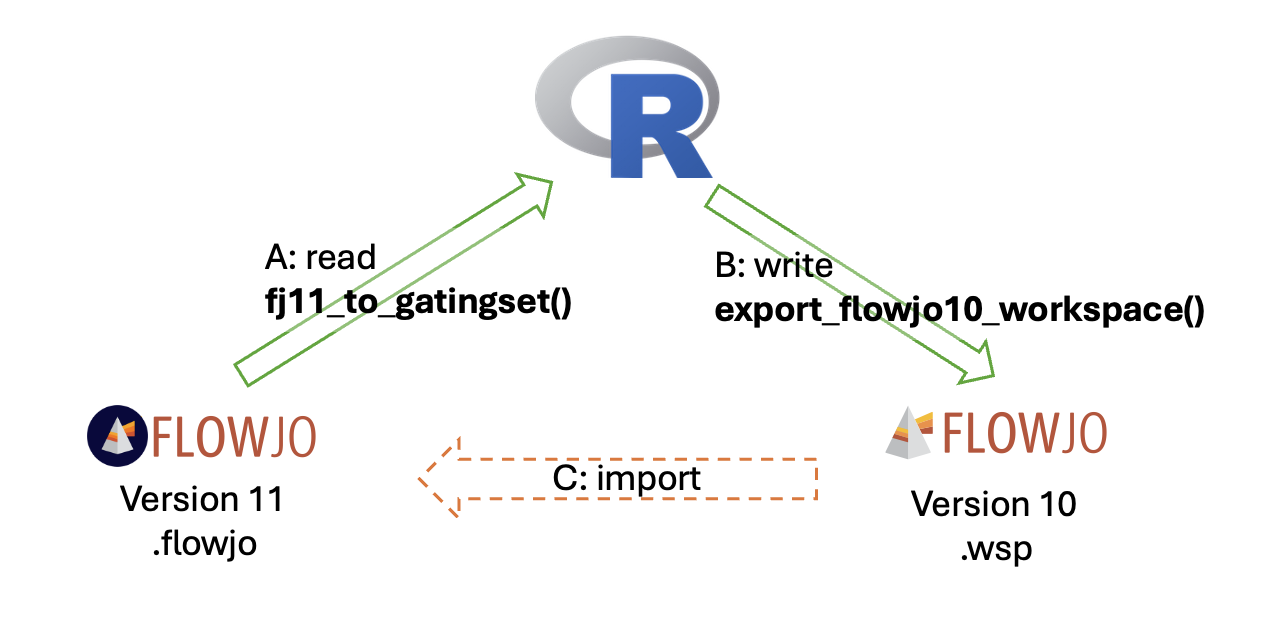 R
A: read
fj11_to_gatingset()
B: write
export_flowjo10_workspace()
FLOWJO
Version 11
.flowjo
C: import
FLOWJO
Version 10
.wsp